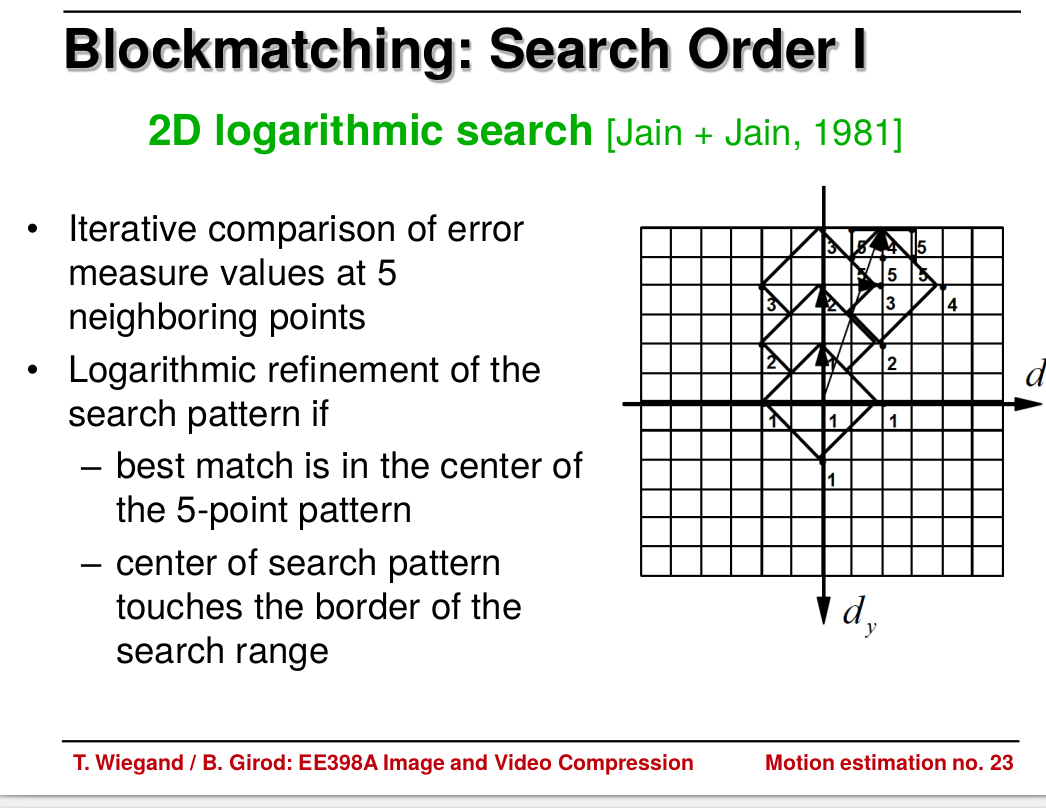 Blockmatching: Search Order I
2D logarithmic search [Jain + Jain, 1981]
• Iterative comparison of error
measure values at 5
neighboring points
• Logarithmic refinement of the
search pattern if
– best match is in the center of
the 5-point pattern
– center of search pattern
touches the border of the
search range
3 5 4 5
5 5 5
3 2 3 4
2 1 2
d
1 1 1
1
dy
T. Wiegand / B. Girod: EE398A Image and Video Compression
Motion estimation no. 23